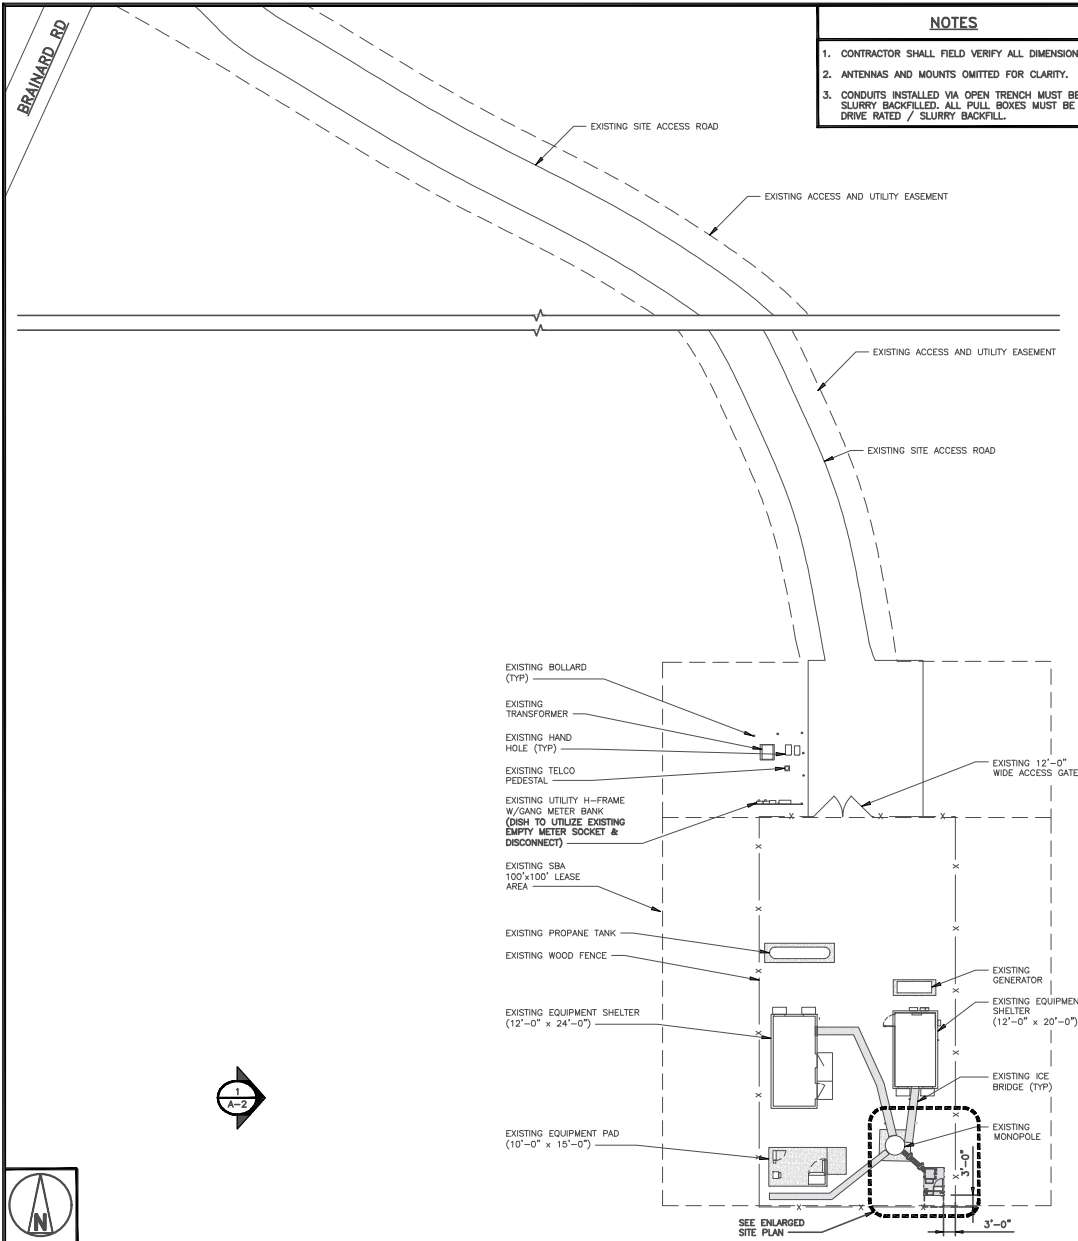 BRAINARD RD
NOTES
1. CONTRACTOR SHALL FIELD VERIFY ALL DIMENSION
2. ANTENNAS AND MOUNTS OMITTED FOR CLARITY.
3. CONDUITS INSTALLED VIA OPEN TRENCH MUST BE
SLURRY BACKFILLED. ALL PULL BOXES MUST BE
DRIVE RATED / SLURRY BACKFILL.
EXISTING SITE ACCESS ROAD
EXISTING ACCESS AND UTILITY EASEMENT
EXISTING ACCESS AND UTILITY EASEMENT
EXISTING SITE ACCESS ROAD
EXISTING BOLLARD
(TYP)
EXISTING
TRANSFORMER
EXISTING HAND
HOLE (TYP)
EXISTING TELCO
PEDESTAL
EXISTING UTILITY H-FRAME
W/GANG METER BANK
(DISH TO UTILIZE EXISTING
EMPTY METER SOCKET &
DISCONNECT)
EXISTING SBA
100'x100' LEASE
AREA
EXISTING PROPANE TANK
EXISTING WOOD FENCE
EXISTING EQUIPMENT SHELTER
(12'-0" x 24'-0")
EXISTING EQUIPMENT PAD
(10'-0" x 15'-0")
EXISTING 12'-0"
WIDE ACCESS GATE
EXISTING
GENERATOR
EXISTING EQUIPMEN
SHELTER
(12'-0" x 20'-0")
EXISTING ICE
BRIDGE (TYP)
EXISTING
MONOPOLE
3'-0"
3'-0"
SEE ENLARGED
SITE PLAN
1
A-2
N